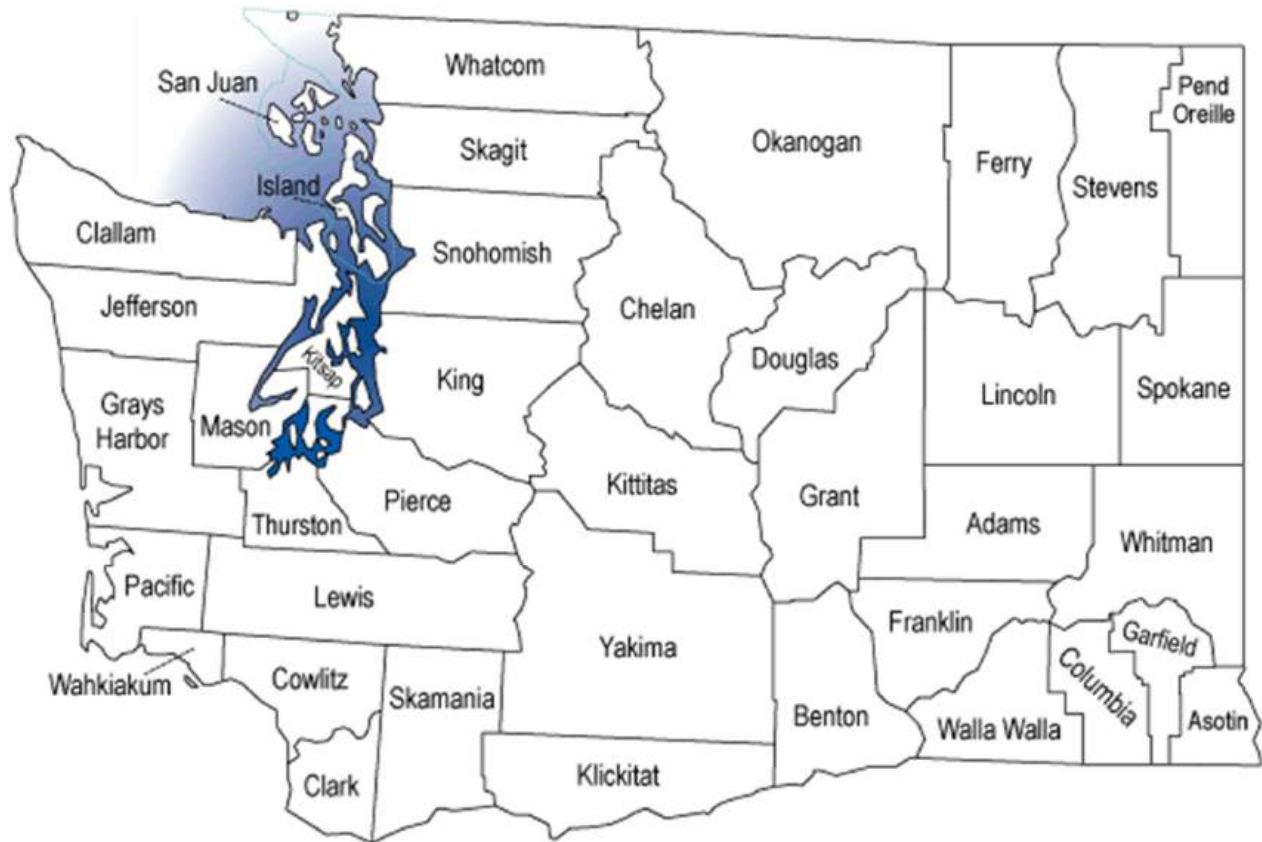 Whatcom
San Juan
Pend
Oreille
Okanogan
Skagit
Ferry
Island
Stevens
Clallam
Snohomish
Jefferson
Chelan
Douglas
Kitsap
King
Lincoln
Spokane
Grays
Harbor
Mason
Kittitas
Grant
Pierce
Thurston
Adams
Whitman
Pacific
Lewis
Franklin
Garfield
Yakima
Wahkiakum
Cowlitz
Skamania
Columbia
Benton
Walla Walla
Asotin
Klickitat
Clark